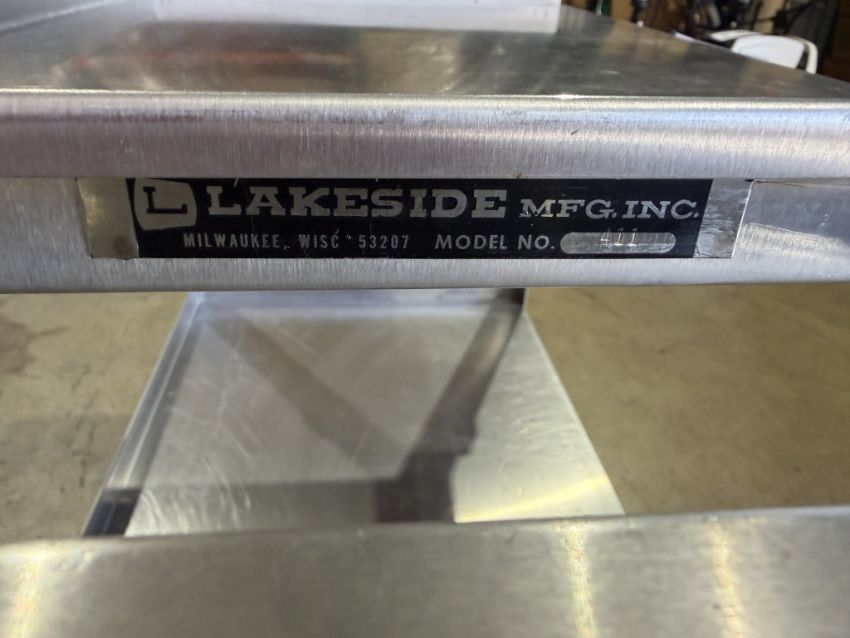 L LAKESIDE MFG. INC.
MILWAUKEE, WISC 53207 MODEL NO. 411